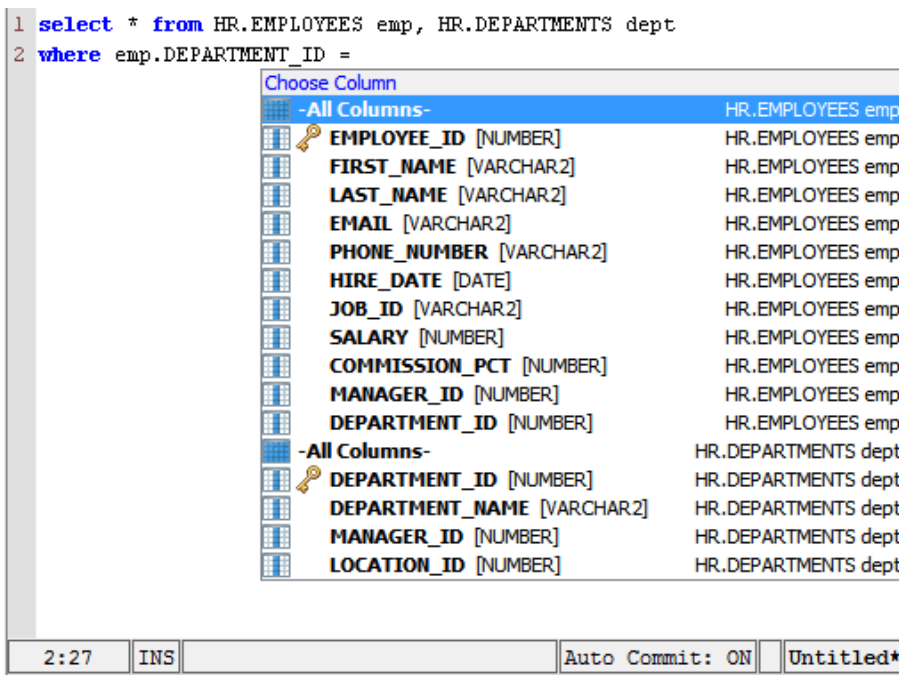 1 select * from HR.EMPLOYEES emp, HR.DEPARTMENTS dept
2 where emp.DEPARTMENT_ID =
Choose Column
-All Columns- HR.EMPLOYEES emp
EMPLOYEE_ID [NUMBER] HR.EMPLOYEES emp
FIRST_NAME [VARCHAR2] HR.EMPLOYEES emp
LAST_NAME [VARCHAR2] HR.EMPLOYEES emp
EMAIL [VARCHAR2] HR.EMPLOYEES emp
PHONE_NUMBER [VARCHAR2] HR.EMPLOYEES emp
HIRE_DATE [DATE] HR.EMPLOYEES emp
JOB_ID [VARCHAR2] HR.EMPLOYEES emp
SALARY [NUMBER] HR.EMPLOYEES emp
COMMISSION_PCT [NUMBER] HR.EMPLOYEES emp
MANAGER_ID [NUMBER] HR.EMPLOYEES emp
DEPARTMENT_ID [NUMBER] HR.EMPLOYEES emp
-All Columns- HR.DEPARTMENTS dept
DEPARTMENT_ID [NUMBER] HR.DEPARTMENTS dept
DEPARTMENT_NAME [VARCHAR2] HR.DEPARTMENTS dept
MANAGER_ID [NUMBER] HR.DEPARTMENTS dept
LOCATION_ID [NUMBER] HR.DEPARTMENTS dept
2:27 INS Auto Commit: ON Untitled*